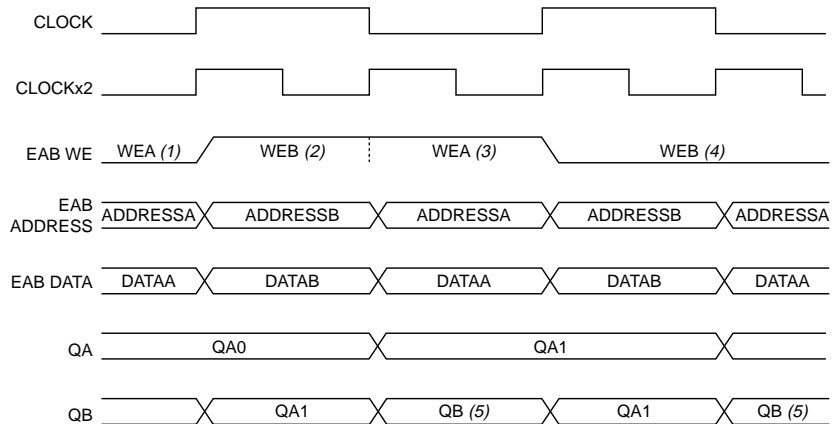 CLOCK
CLOCKx2
EAB WE WEA (1) WEB (2) WEA (3) WEB (4)
EAB
ADDRESS ADDRESSA ADDRESSB ADDRESSA ADDRESSB ADDRESSA
EAB DATA DATAA DATAB DATAA DATAB DATAA
QA QA0 QA1
QB QA1 QB (5) QA1 QB (5)